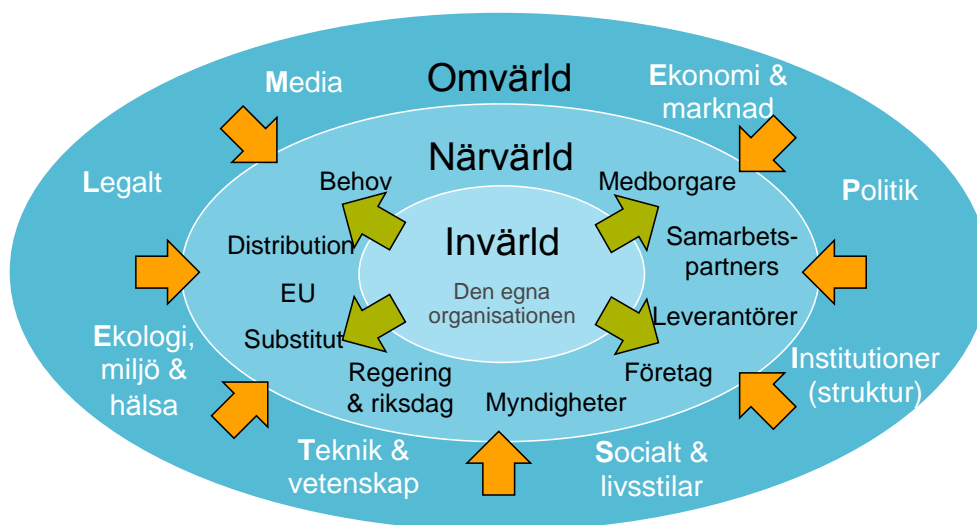 Omvärld
Media
Ekonomi &
marknad
Närvärld
Legalt
Behov
Medborgare
Politik
Invärld
Distribution
Samarbets-
partners
EU
Den egna
organisationen
Substitut
Leverantörer
Ekologi,
miljö &
hälsa
Regering
& riksdag
Myndigheter
Företag
Institutioner
(struktur)
Teknik &
vetenskap
Socialt &
livsstilar